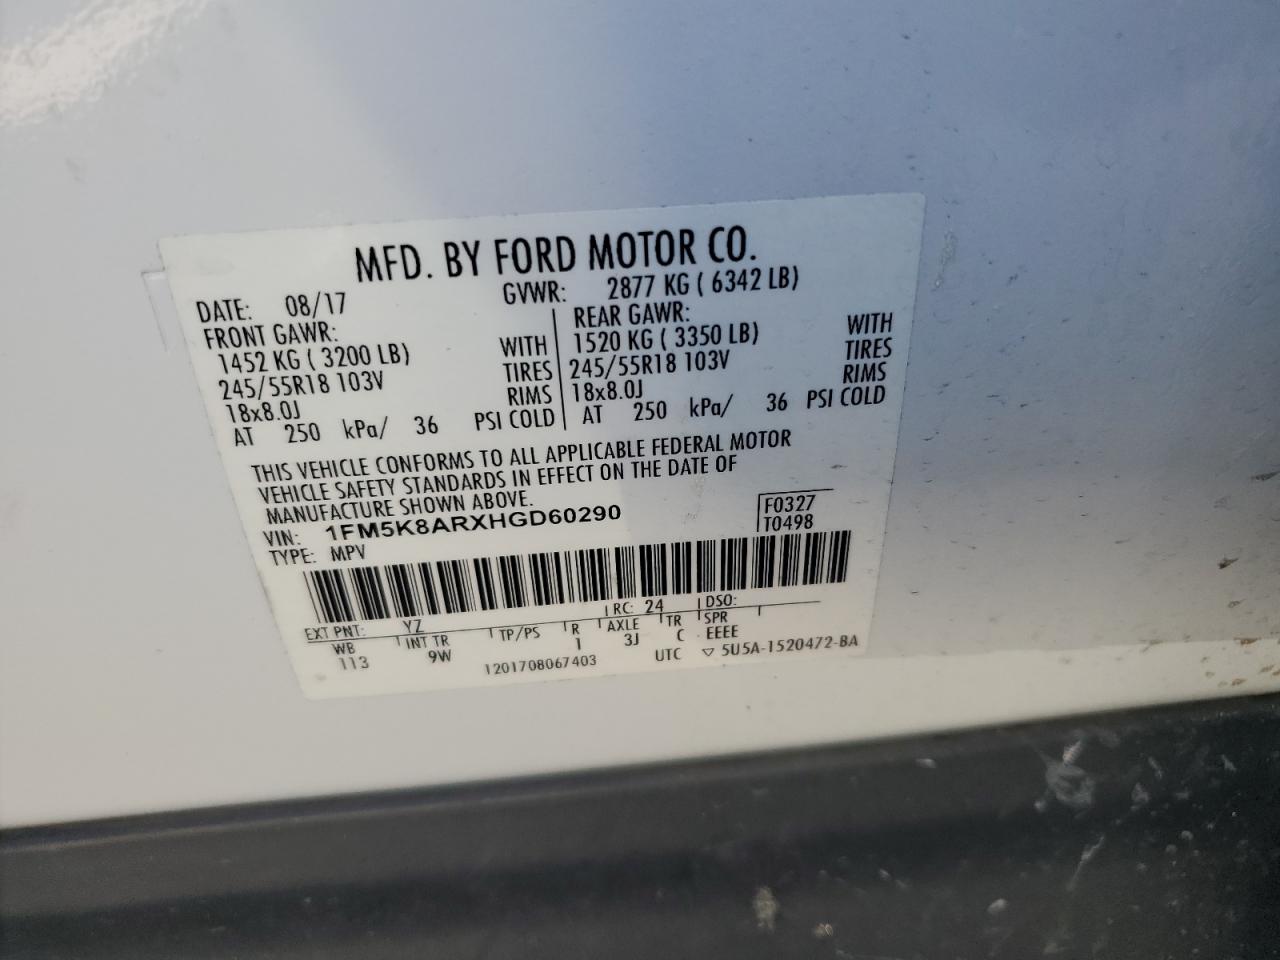 MFD. BY FORD MOTOR CO.
DATE: 08/17 GVWR: 2877 KG ( 6342 LB)
FRONT GAWR: REAR GAWR:
1452 KG ( 3200 LB) WITH 1520 KG ( 3350 LB) WITH
245/55R18 103V TIRES 245/55R18 103V TIRES
18x8.0J RIMS 18x8.0J RIMS
AT 250 kPa/ 36 PSI COLD AT 250 kPa/ 36 PSI COLD
THIS VEHICLE CONFORMS TO ALL APPLICABLE FEDERAL MOTOR
VEHICLE SAFETY STANDARDS IN EFFECT ON THE DATE OF
MANUFACTURE SHOWN ABOVE.
VIN: 1FM5K8ARXHGD60290 F0327
TYPE: MPV T0498
EXT PNT: YZ RC: 24 DSO:
WB INT TR TP/PS R AXLE TR SPR
113 9W 1 3J C EEEE
1201708067403 UTC ▽ 5U5A-1520472-BA